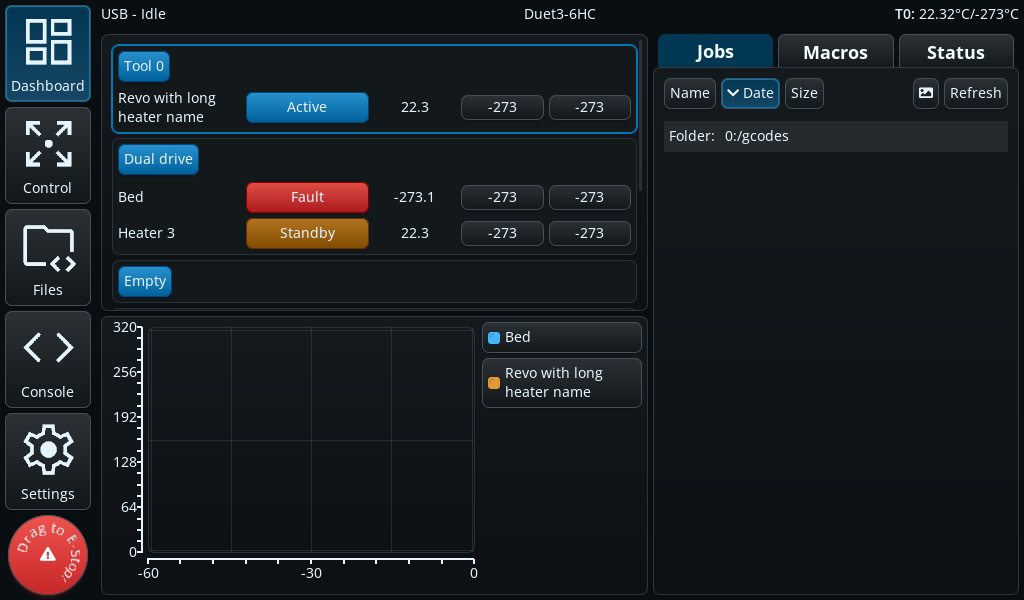 USB - Idle
Duet3-6HC
T0: 22.32°C/-273°C
Dashboard
Control
Files
Console
Settings
Drag to E-Stop!
Tool 0
Revo with long
heater name
Active
22.3
-273
-273
Dual drive
Bed
Fault
-273.1
-273
-273
Heater 3
Standby
22.3
-273
-273
Empty
320
256
192
128
64
0
-60
-30
0
Bed
Revo with long
heater name
Jobs
Macros
Status
Name
Date
Size
Refresh
Folder: 0:/gcodes